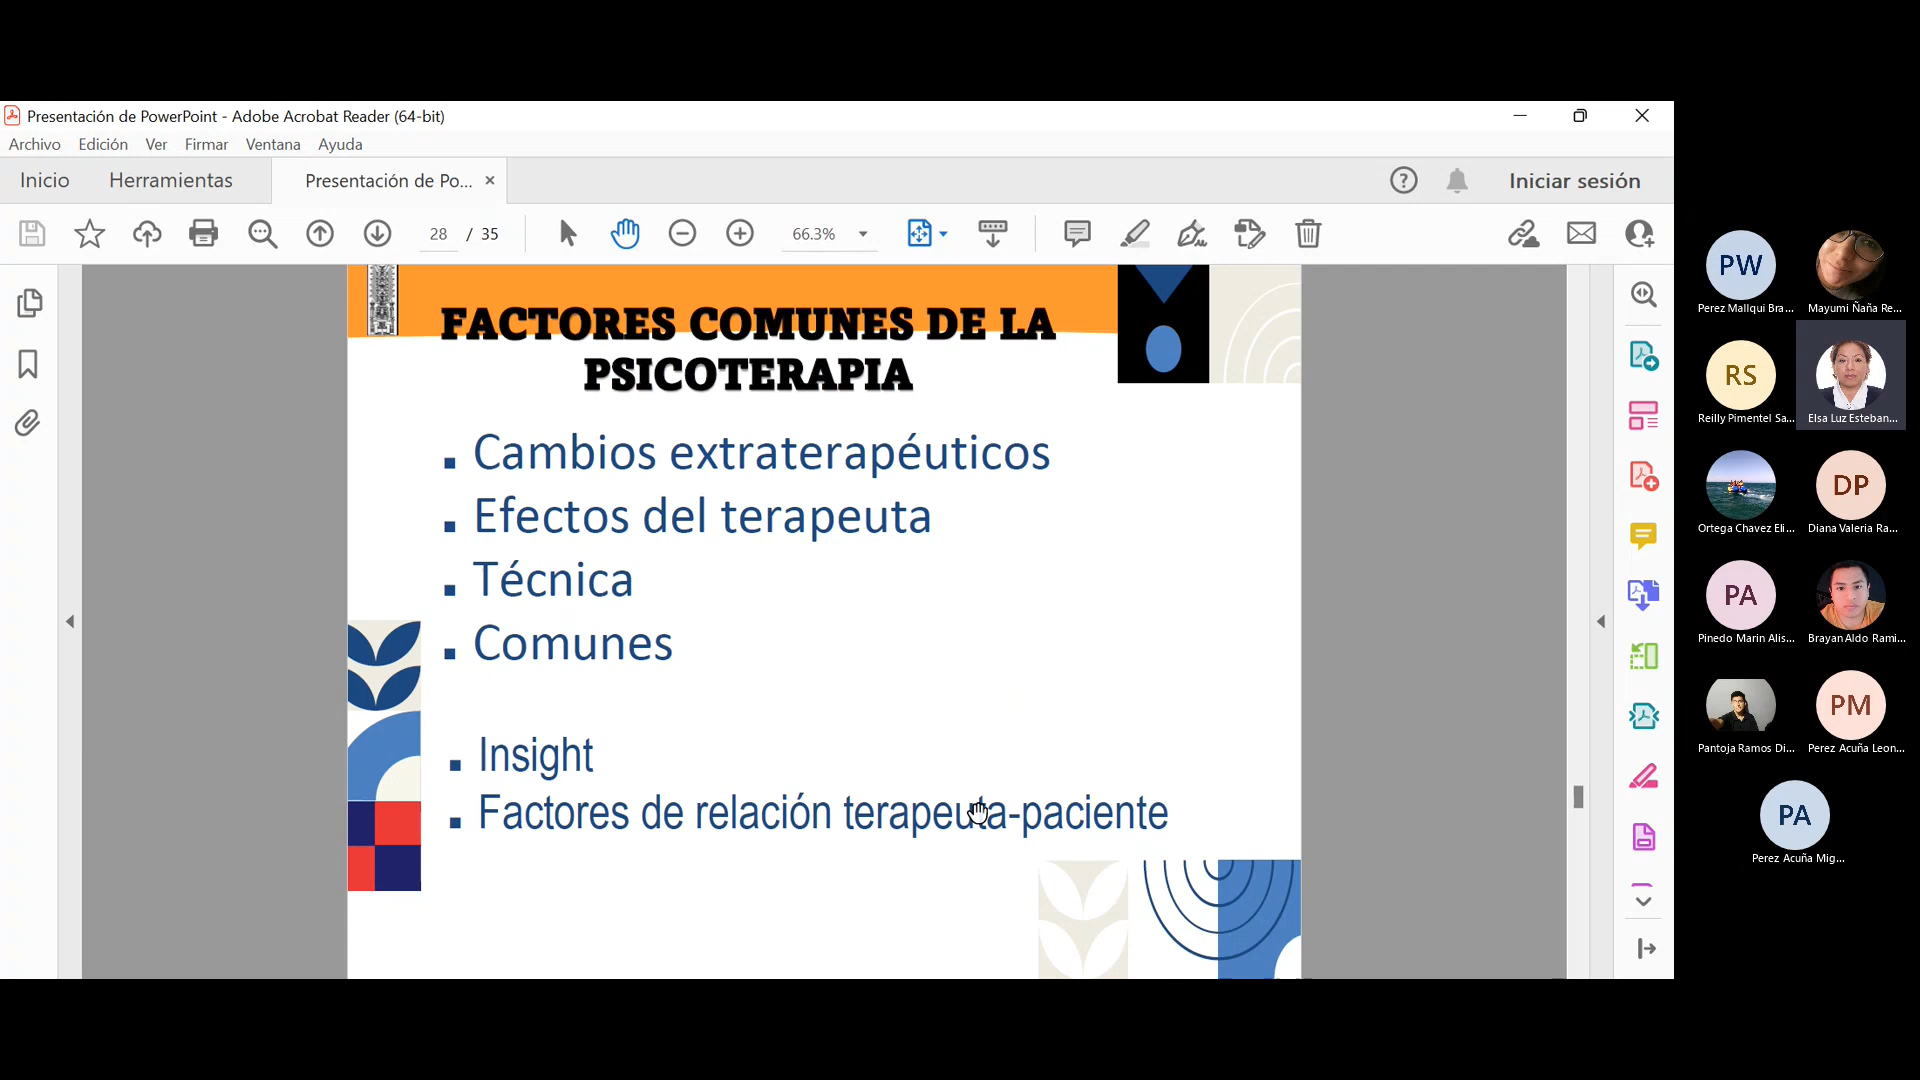 Presentación de PowerPoint - Adobe Acrobat Reader (64-bit)
Archivo Edición Ver Firmar Ventana Ayuda
Inicio Herramientas Presentación de Po... × Iniciar sesión
28 / 35 66.3%
FACTORES COMUNES DE LA
PSICOTERAPIA
Cambios extraterapéuticos
Efectos del terapeuta
Técnica
Comunes
Insight
Factores de relación terapeuta-paciente
PW
Perez Mallqui Bra... Mayumi Ñaña Re...
RS
Reilly Pimentel Sa... Elsa Luz Esteban...
DP
Ortega Chavez Eli... Diana Valeria Ra...
PA
Pinedo Marin Alis... Brayan Aldo Rami...
PM
Pantoja Ramos Di... Perez Acuña Leon...
PA
Perez Acuña Mig...